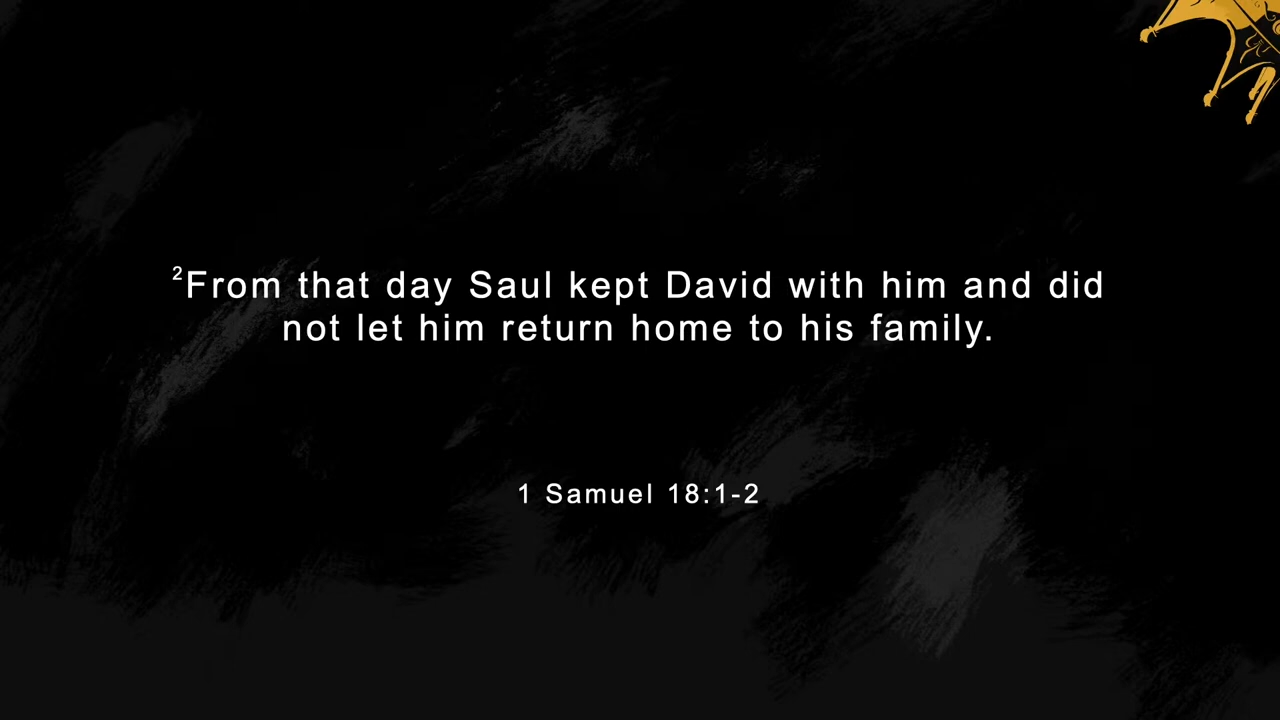 ²From that day Saul kept David with him and did
not let him return home to his family.
1 Samuel 18:1-2